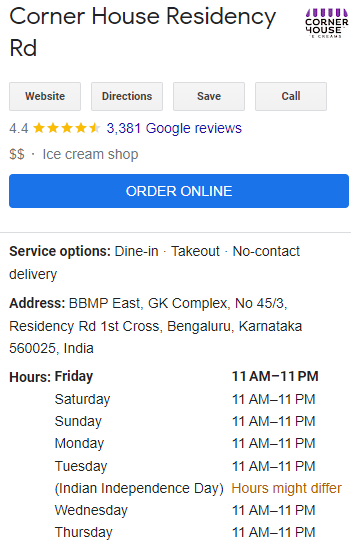 Corner House Residency
Rd
CORNER
HOUSE
E CREAMS
Website Directions Save Call
4.4 3,381 Google reviews
$$ · Ice cream shop
ORDER ONLINE
Service options: Dine-in · Takeout · No-contact
delivery
Address: BBMP East, GK Complex, No 45/3,
Residency Rd 1st Cross, Bengaluru, Karnataka
560025, India
Hours: Friday 11 AM–11 PM
Saturday 11 AM–11 PM
Sunday 11 AM–11 PM
Monday 11 AM–11 PM
Tuesday 11 AM–11 PM
(Indian Independence Day) Hours might differ
Wednesday 11 AM–11 PM
Thursday 11 AM–11 PM